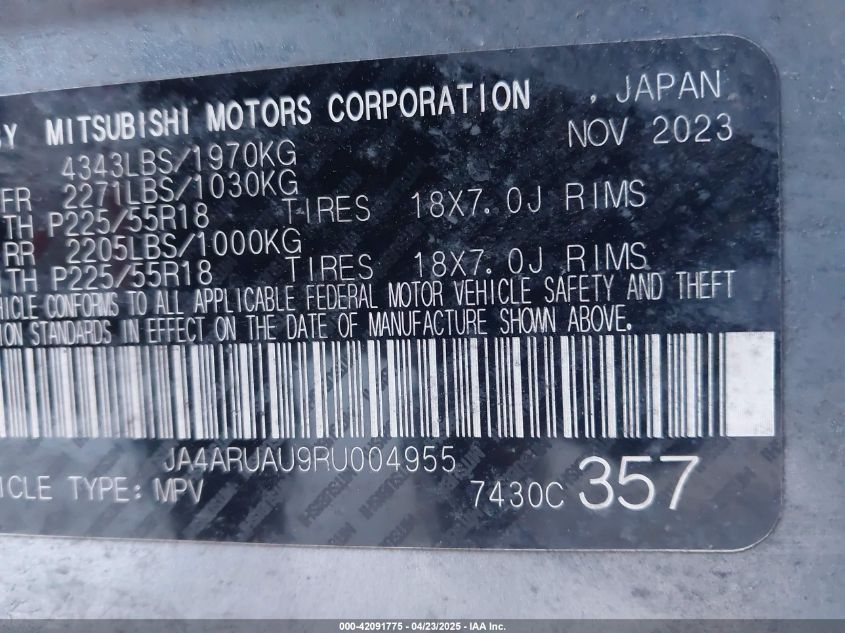 BY MITSUBISHI MOTORS CORPORATION , JAPAN
NOV 2023
4343LBS/1970KG
FR 2271LBS/1030KG
TH P225/55R18 TIRES 18X7.0J RIMS
RR 2205LBS/1000KG
TH P225/55R18 TIRES 18X7.0J RIMS
HICLE CONFORMS TO ALL APPLICABLE FEDERAL MOTOR VEHICLE SAFETY AND THEFT
TION STANDARDS IN EFFECT ON THE DATE OF MANUFACTURE SHOWN ABOVE.
JA4ARUAU9RU004955
ICLE TYPE: MPV 7430C 357
000-42091775 - 04/23/2025 - IAA Inc.